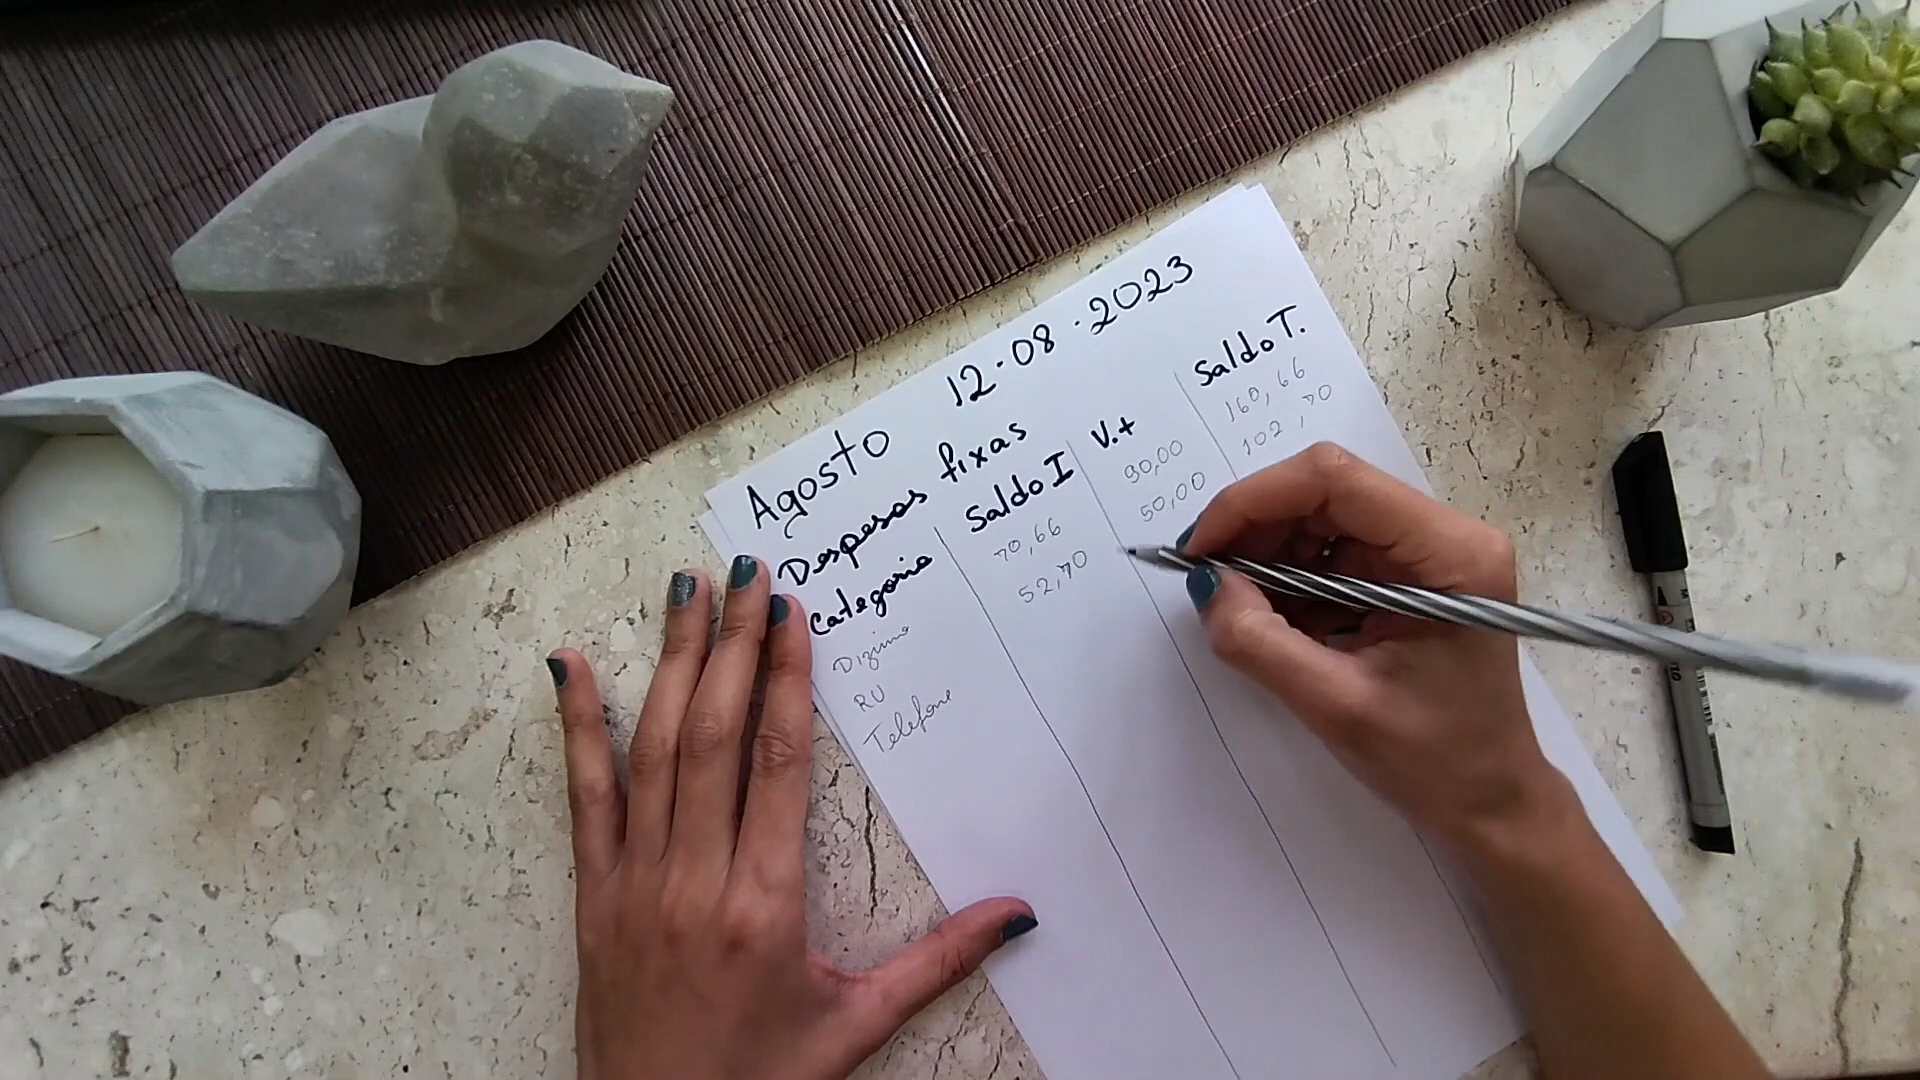 Agosto 12.08.2023
Despesas fixas
Categoria Saldo I V.+ Saldo T.
Dizimo 70,66 90,00 160,66
RU 52,70 50,00 102,70
Telefone